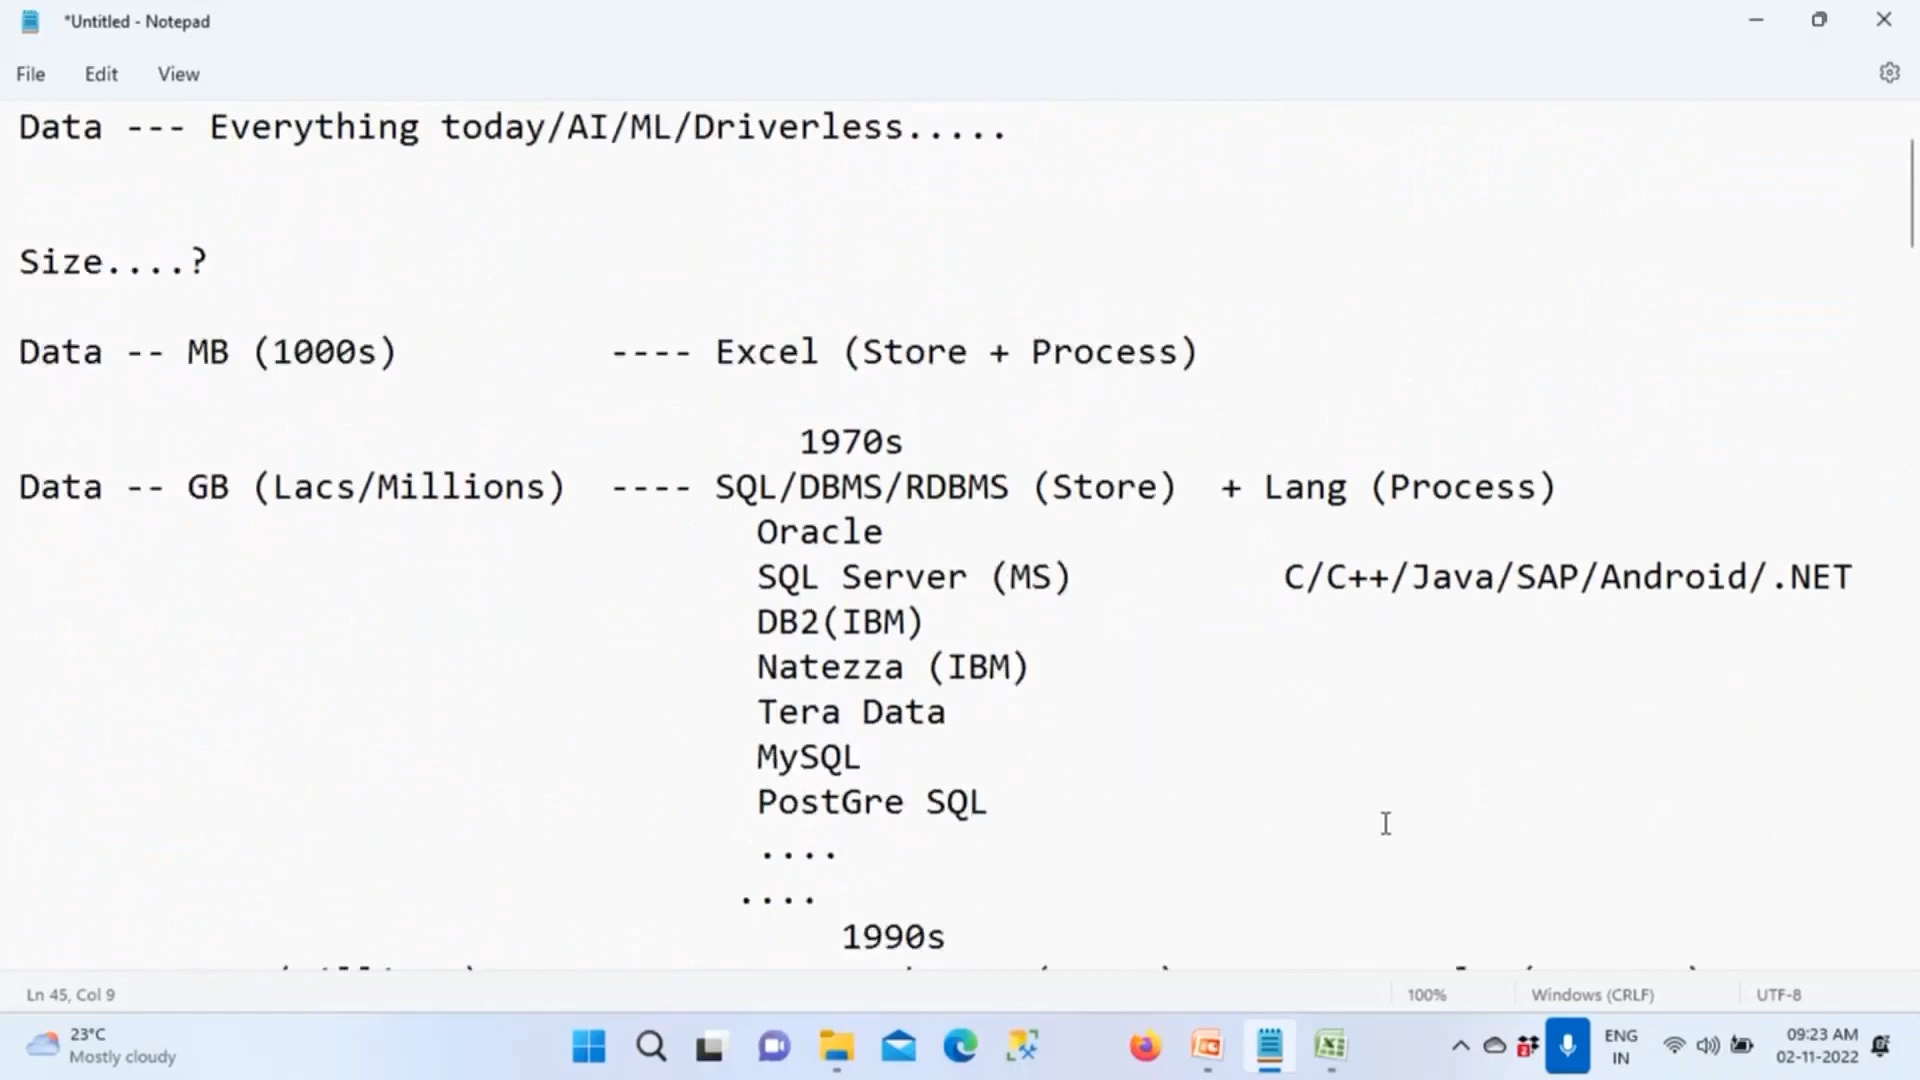 *Untitled - Notepad
File Edit View
Data --- Everything today/AI/ML/Driverless.....
Size....?
Data -- MB (1000s) ---- Excel (Store + Process)
1970s
Data -- GB (Lacs/Millions) ---- SQL/DBMS/RDBMS (Store) + Lang (Process)
Oracle
SQL Server (MS) C/C++/Java/SAP/Android/.NET
DB2(IBM)
Natezza (IBM)
Tera Data
MySQL
PostGre SQL
....
....
1990s
Ln 45, Col 9 100% Windows (CRLF) UTF-8
23°C
Mostly cloudy
ENG
IN
09:23 AM
02-11-2022